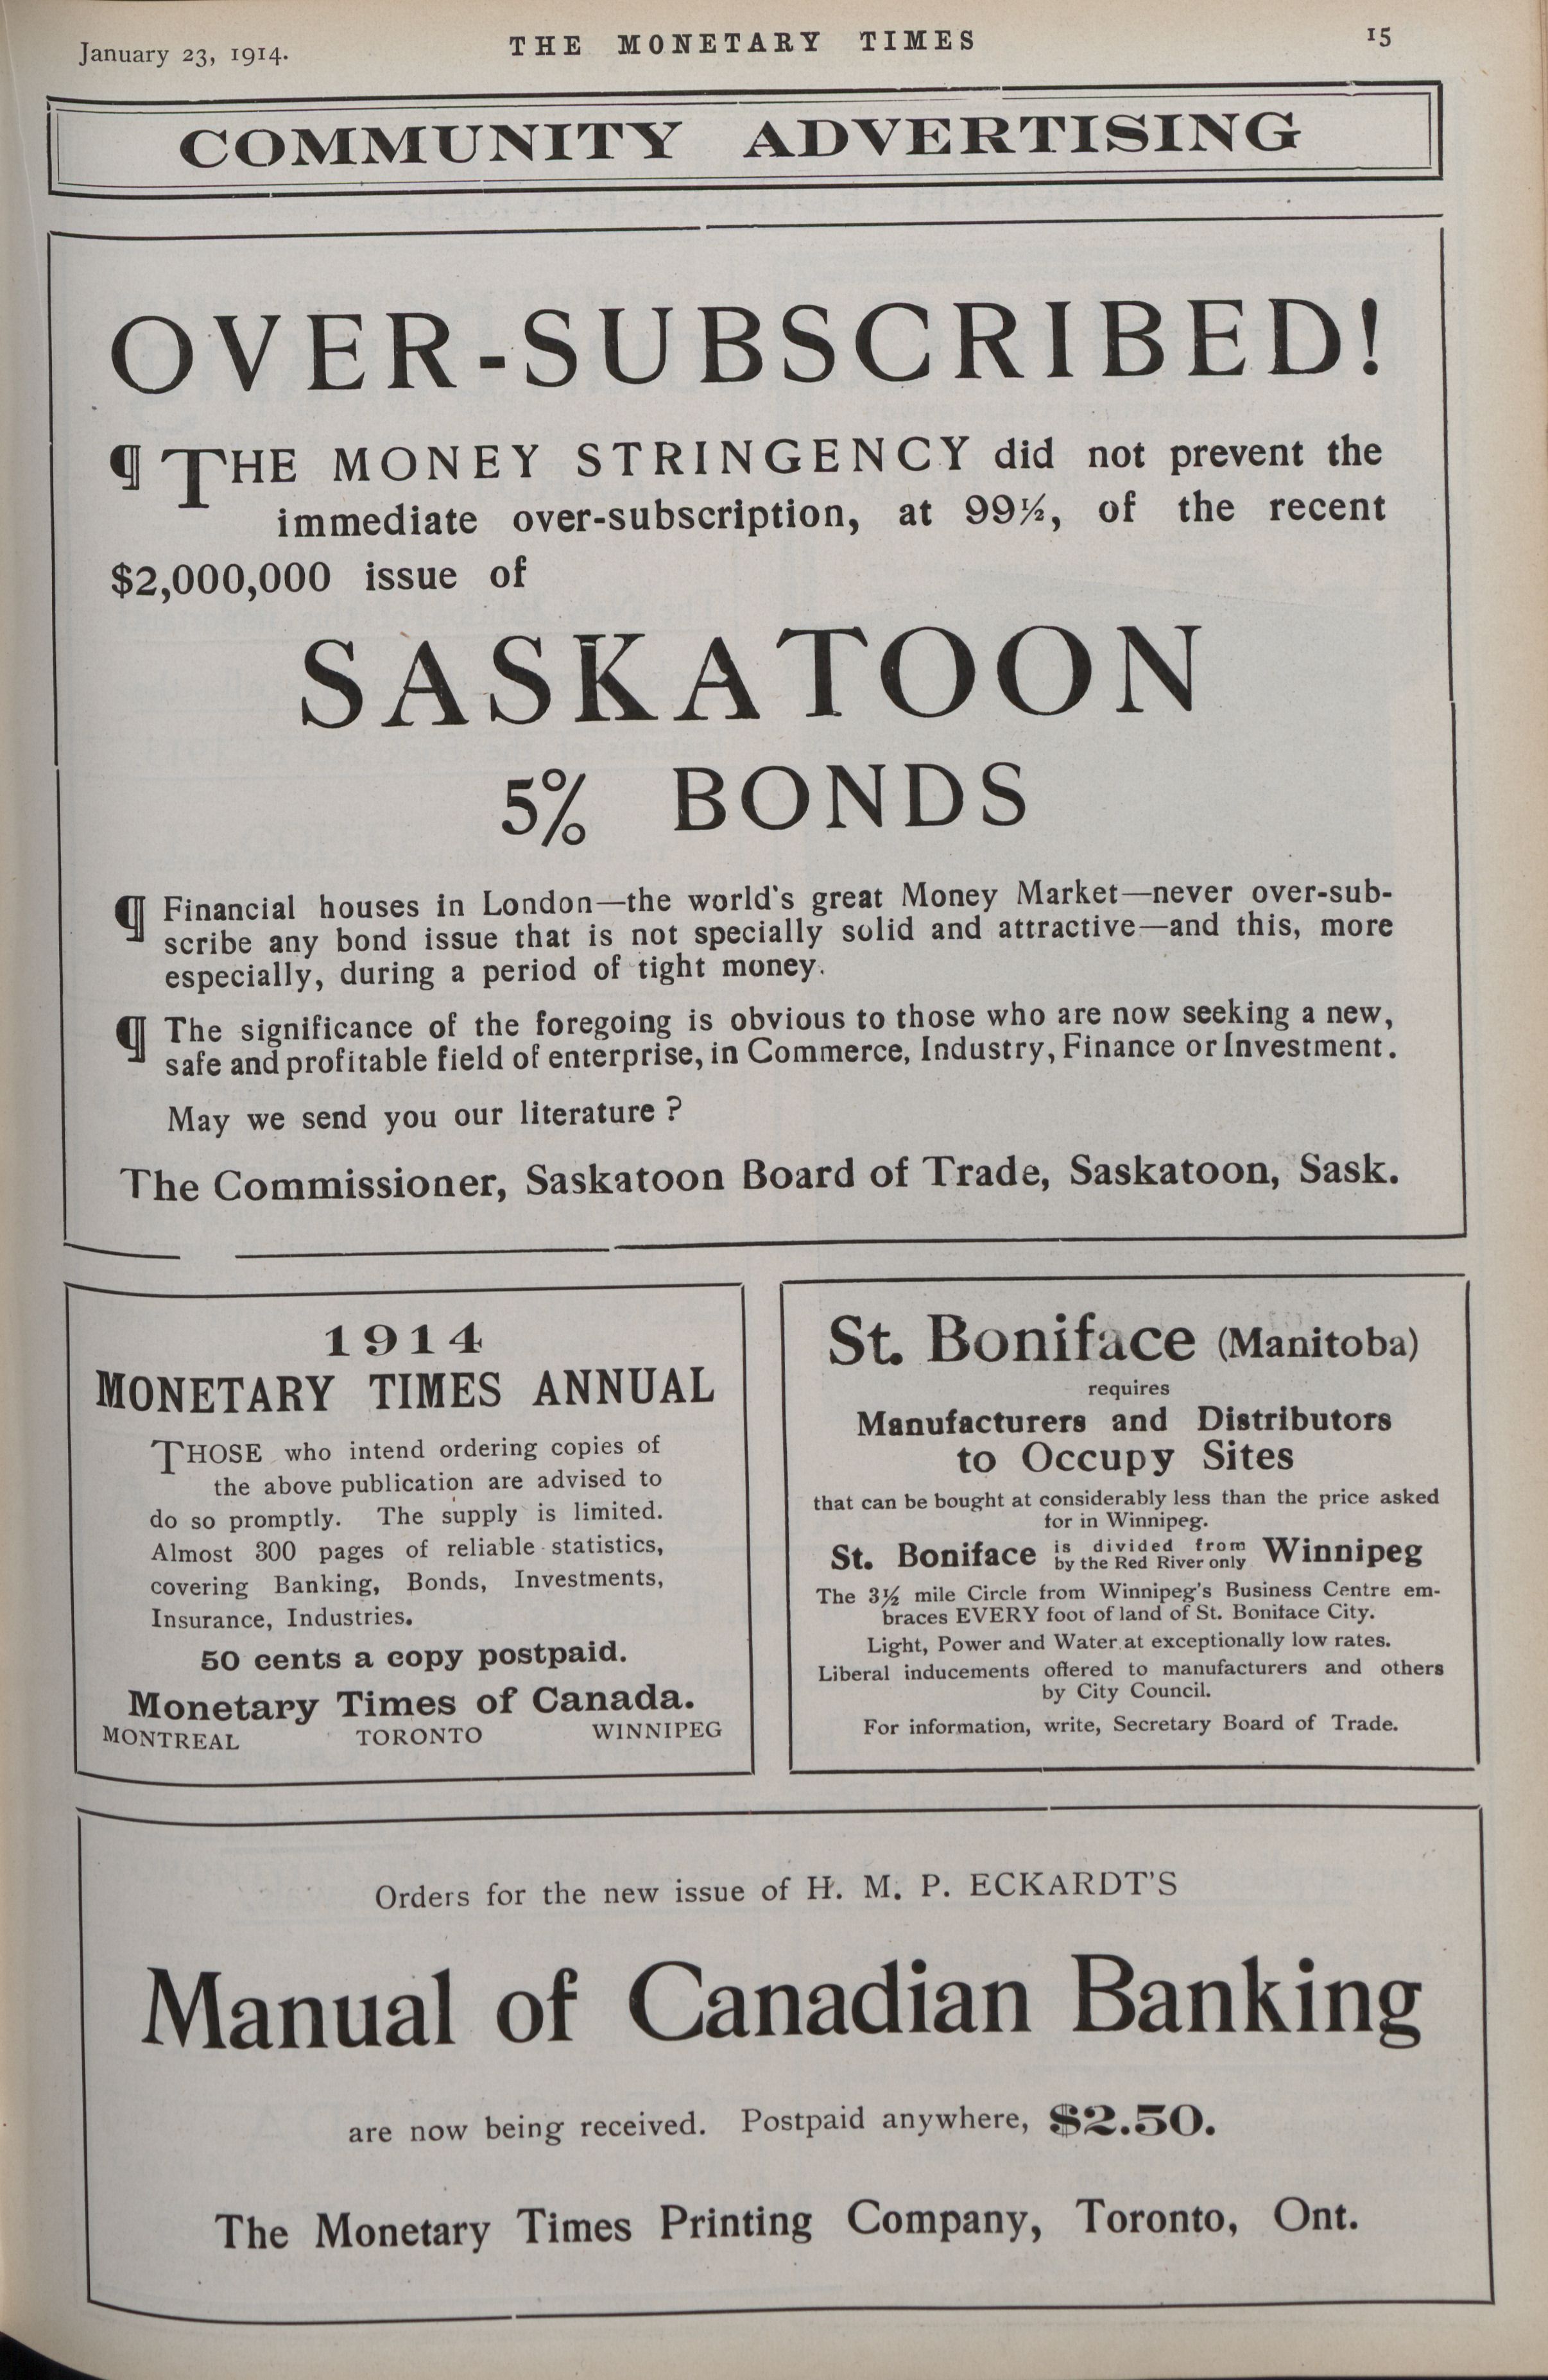 January 23, 1914.
THE MONETARY TIMES
15
COMMUNITY ADVERTISING
OVER-SUBSCRIBED!
¶ THE MONEY STRINGENCY did not prevent the
immediate over-subscription, at 99½, of the recent
$2,000,000 issue of
SASKATOON
5% BONDS
¶ Financial houses in London—the world's great Money Market—never over-sub-
scribe any bond issue that is not specially solid and attractive—and this, more
especially, during a period of tight money.
¶ The significance of the foregoing is obvious to those who are now seeking a new,
safe and profitable field of enterprise, in Commerce, Industry, Finance or Investment.
May we send you our literature ?
The Commissioner, Saskatoon Board of Trade, Saskatoon, Sask.
1914
MONETARY TIMES ANNUAL
THOSE who intend ordering copies of
the above publication are advised to
do so promptly. The supply is limited.
Almost 300 pages of reliable statistics,
covering Banking, Bonds, Investments,
Insurance, Industries.
50 cents a copy postpaid.
Monetary Times of Canada.
MONTREAL TORONTO WINNIPEG
St. Boniface (Manitoba)
requires
Manufacturers and Distributors
to Occupy Sites
that can be bought at considerably less than the price asked
for in Winnipeg.
St. Boniface is divided from by the Red River only Winnipeg
The 3½ mile Circle from Winnipeg's Business Centre em-
braces EVERY foot of land of St. Boniface City.
Light, Power and Water at exceptionally low rates.
Liberal inducements offered to manufacturers and others
by City Council.
For information, write, Secretary Board of Trade.
Orders for the new issue of H. M. P. ECKARDT'S
Manual of Canadian Banking
are now being received. Postpaid anywhere, $2.50.
The Monetary Times Printing Company, Toronto, Ont.